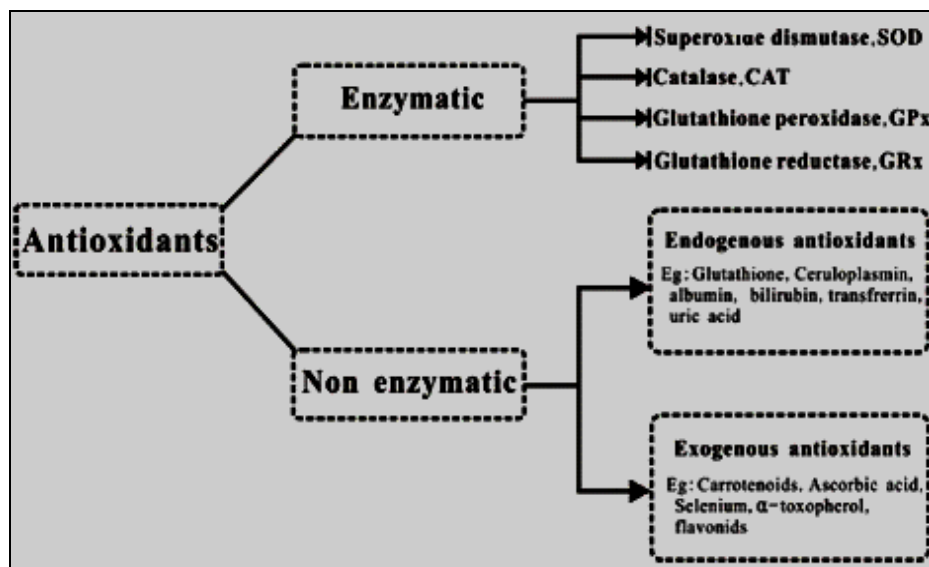 Superoxide dismutase,SOD
Catalase,CAT
Glutathione peroxidase,GPx
Glutathione reductase,GRx
Enzymatic
Antioxidants
Non enzymatic
Endogenous antioxidants
Eg: Glutathione, Ceruloplasmin,
albumin, bilirubin, transfrerrin,
uric acid
Exogenous antioxidants
Eg: Carrotenoids, Ascorbic acid,
Selenium, α-toxopherol,
flavonids